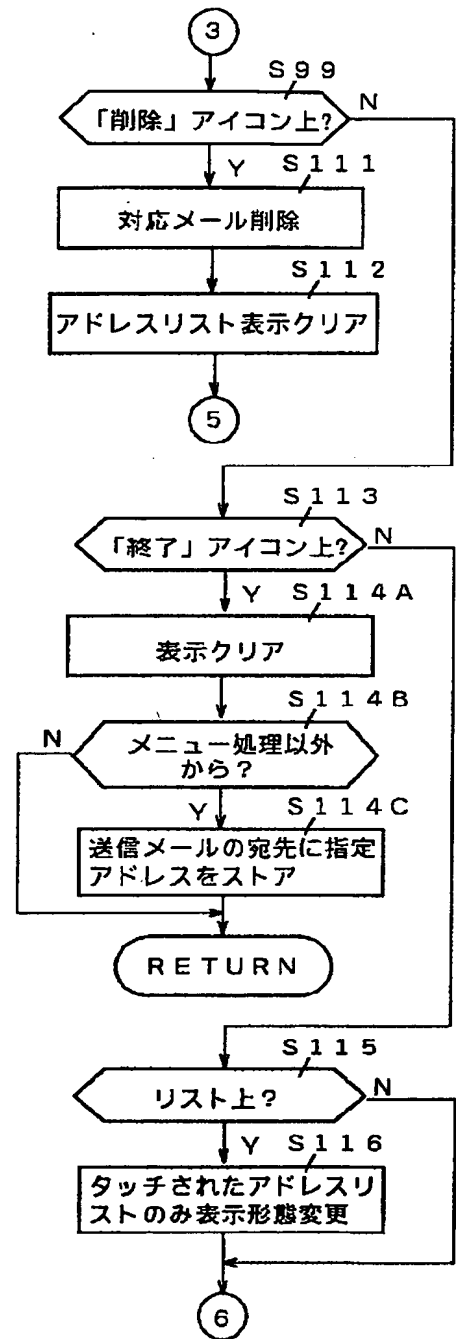 3
S99
「削除」アイコン上?
N
Y
S111
対応メール削除
S112
アドレスリスト表示クリア
5
S113
「終了」アイコン上?
N
Y
S114A
表示クリア
S114B
N
メニュー処理以外
から?
Y
S114C
送信メールの宛先に指定
アドレスをストア
RETURN
S115
リスト上?
N
Y
S116
タッチされたアドレスリ
ストのみ表示形態変更
6